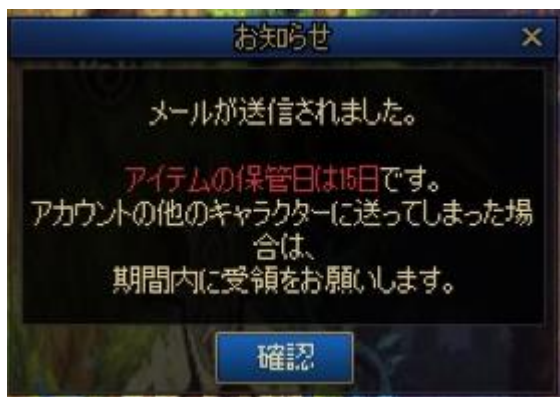 お知らせ
メールが送信されました。
アイテムの保管日は15日です。
アカウントの他のキャラクターに送ってしまった場
合は、
期間内に受領をお願いします。
確認